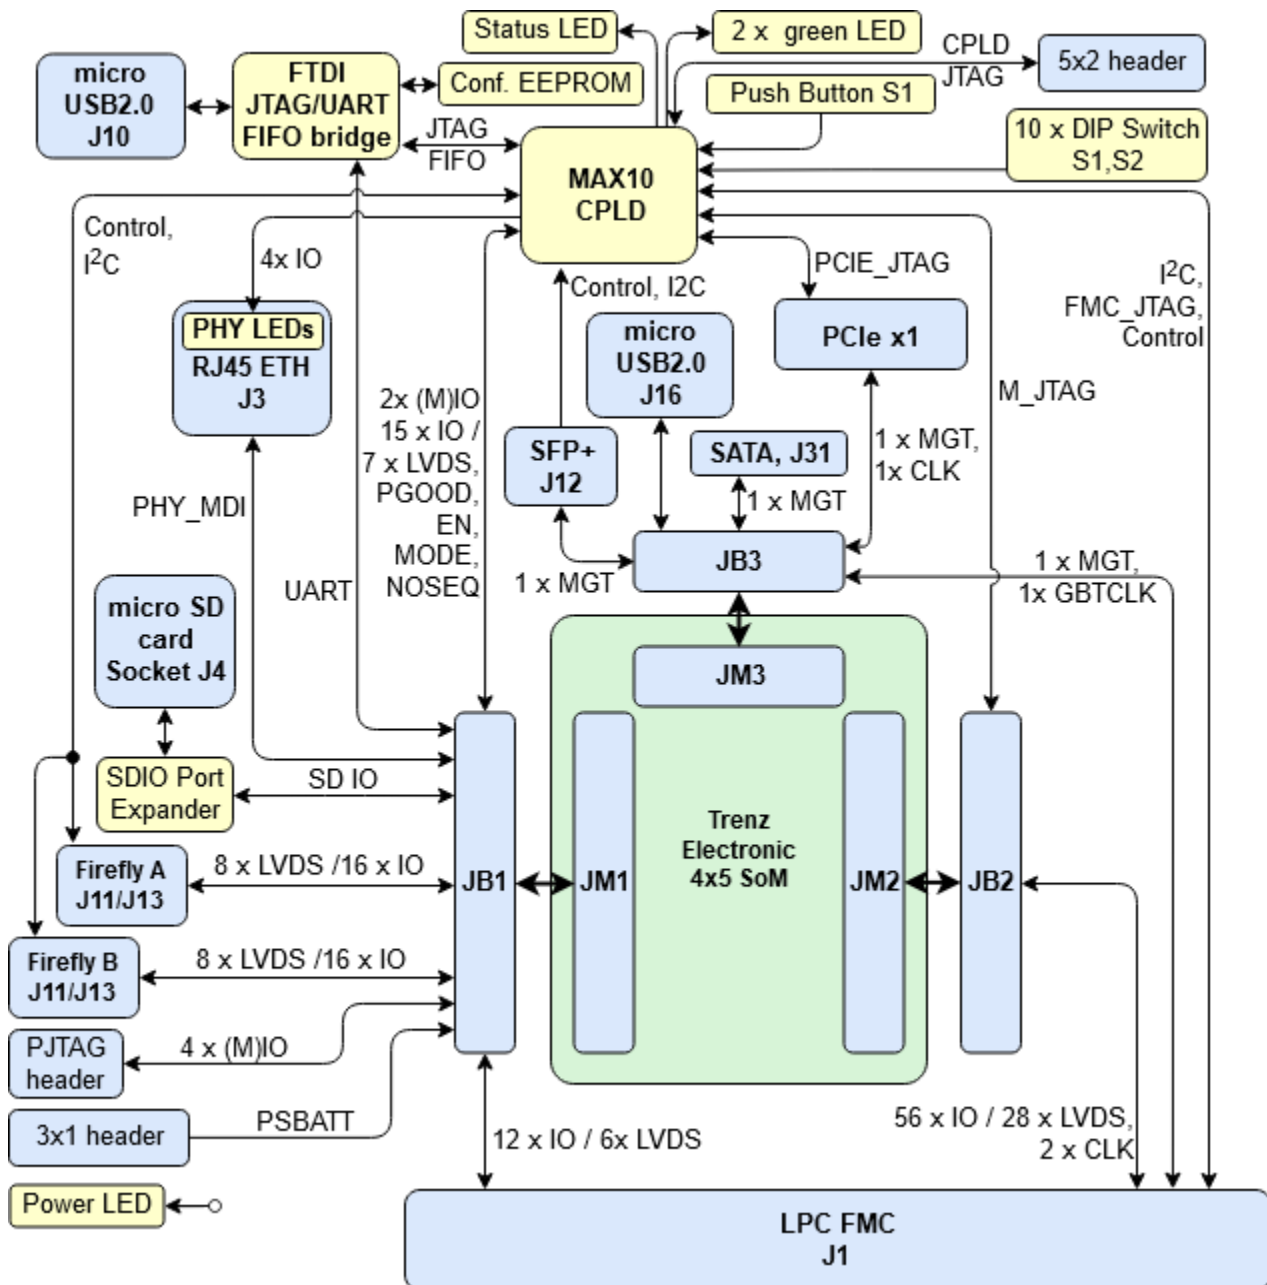 Status LED
2 x green LED
CPLD
JTAG
5x2 header
micro
USB2.0
J10
FTDI
JTAG/UART
FIFO bridge
Conf. EEPROM
Push Button S1
10 x DIP Switch
S1,S2
JTAG
FIFO
MAX10
CPLD
Control,
I²C
4x IO
PHY LEDs
RJ45 ETH
J3
Control, I2C
PCIE_JTAG
I²C,
FMC_JTAG,
Control
micro
USB2.0
J16
PCIe x1
M_JTAG
2x (M)IO
15 x IO /
7 x LVDS,
PGOOD,
EN,
MODE,
NOSEQ
SFP+
J12
SATA, J31
1 x MGT,
1x CLK
PHY_MDI
1 x MGT
UART
1 x MGT
JB3
1 x MGT,
1x GBTCLK
micro SD
card
Socket J4
JM3
SDIO Port
Expander
SD IO
Trenz
Electronic
4x5 SoM
Firefly A
J11/J13
8 x LVDS /16 x IO
JB1
JM1
JM2
JB2
Firefly B
J11/J13
8 x LVDS /16 x IO
PJTAG
header
4 x (M)IO
3x1 header
PSBATT
12 x IO / 6x LVDS
56 x IO / 28 x LVDS,
2 x CLK
Power LED
LPC FMC
J1